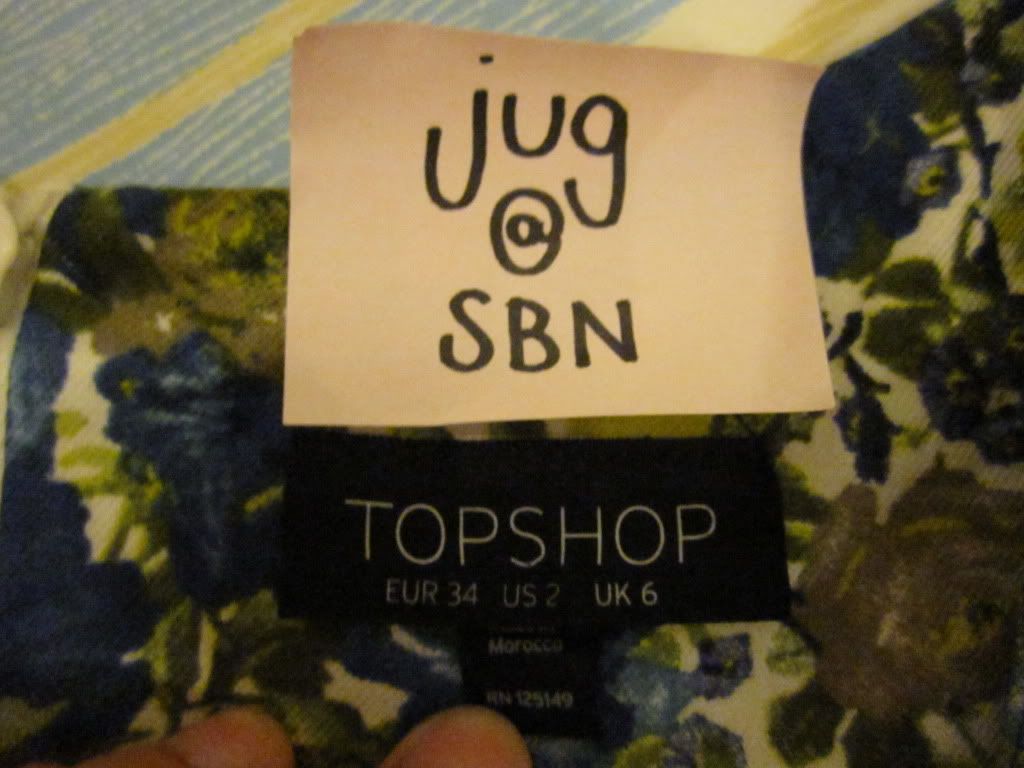 jug
@
SBN
TOPSHOP
EUR 34 US 2 UK 6
Morocco
RN 125149